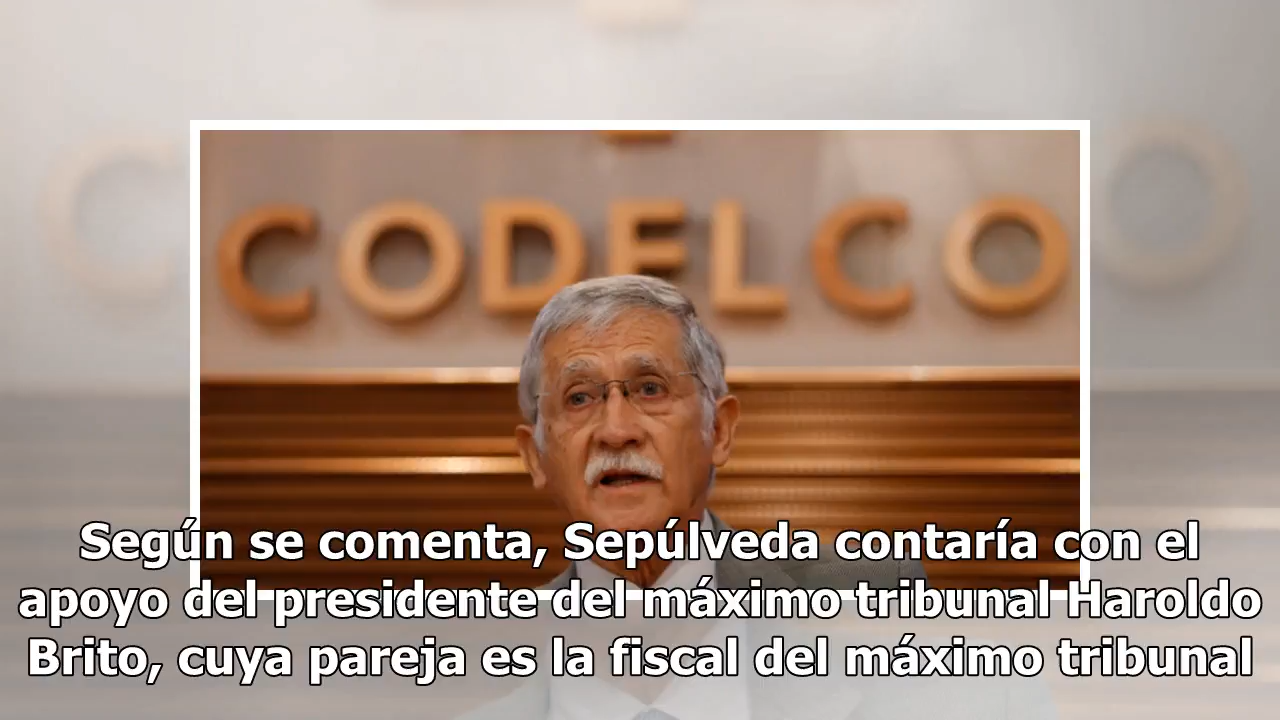 CODELCO
Según se comenta, Sepúlveda contaría con el
apoyo del presidente del máximo tribunal Haroldo
Brito, cuya pareja es la fiscal del máximo tribunal